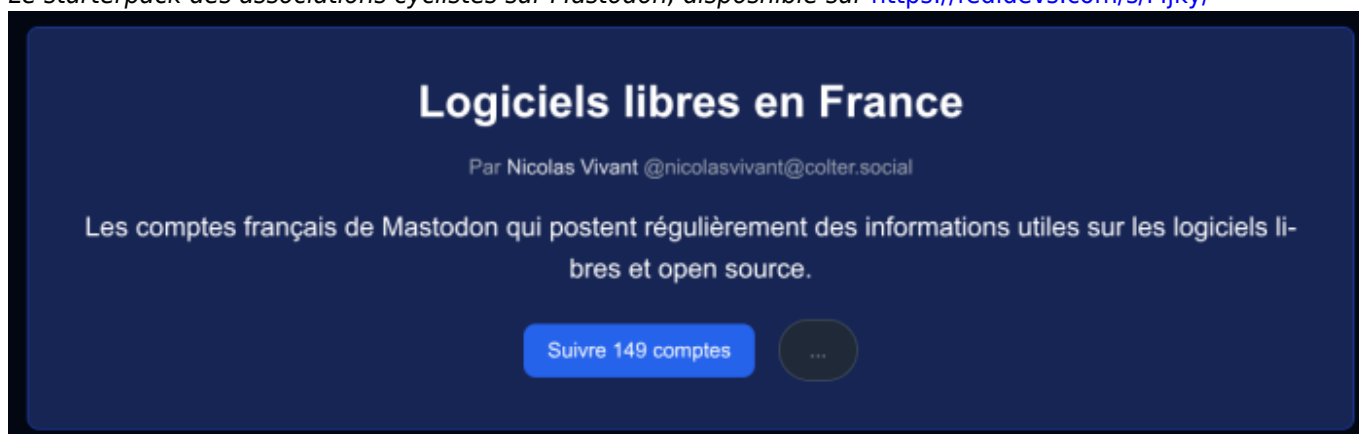 Le starterpack des associations cyclistes sur Mastodon, disponible sur
Logiciels libres en France
Par Nicolas Vivant @nicolasvivant@colter.social
Les comptes français de Mastodon qui postent régulièrement des informations utiles sur les logiciels li-
bres et open source.
Suivre 149 comptes
...